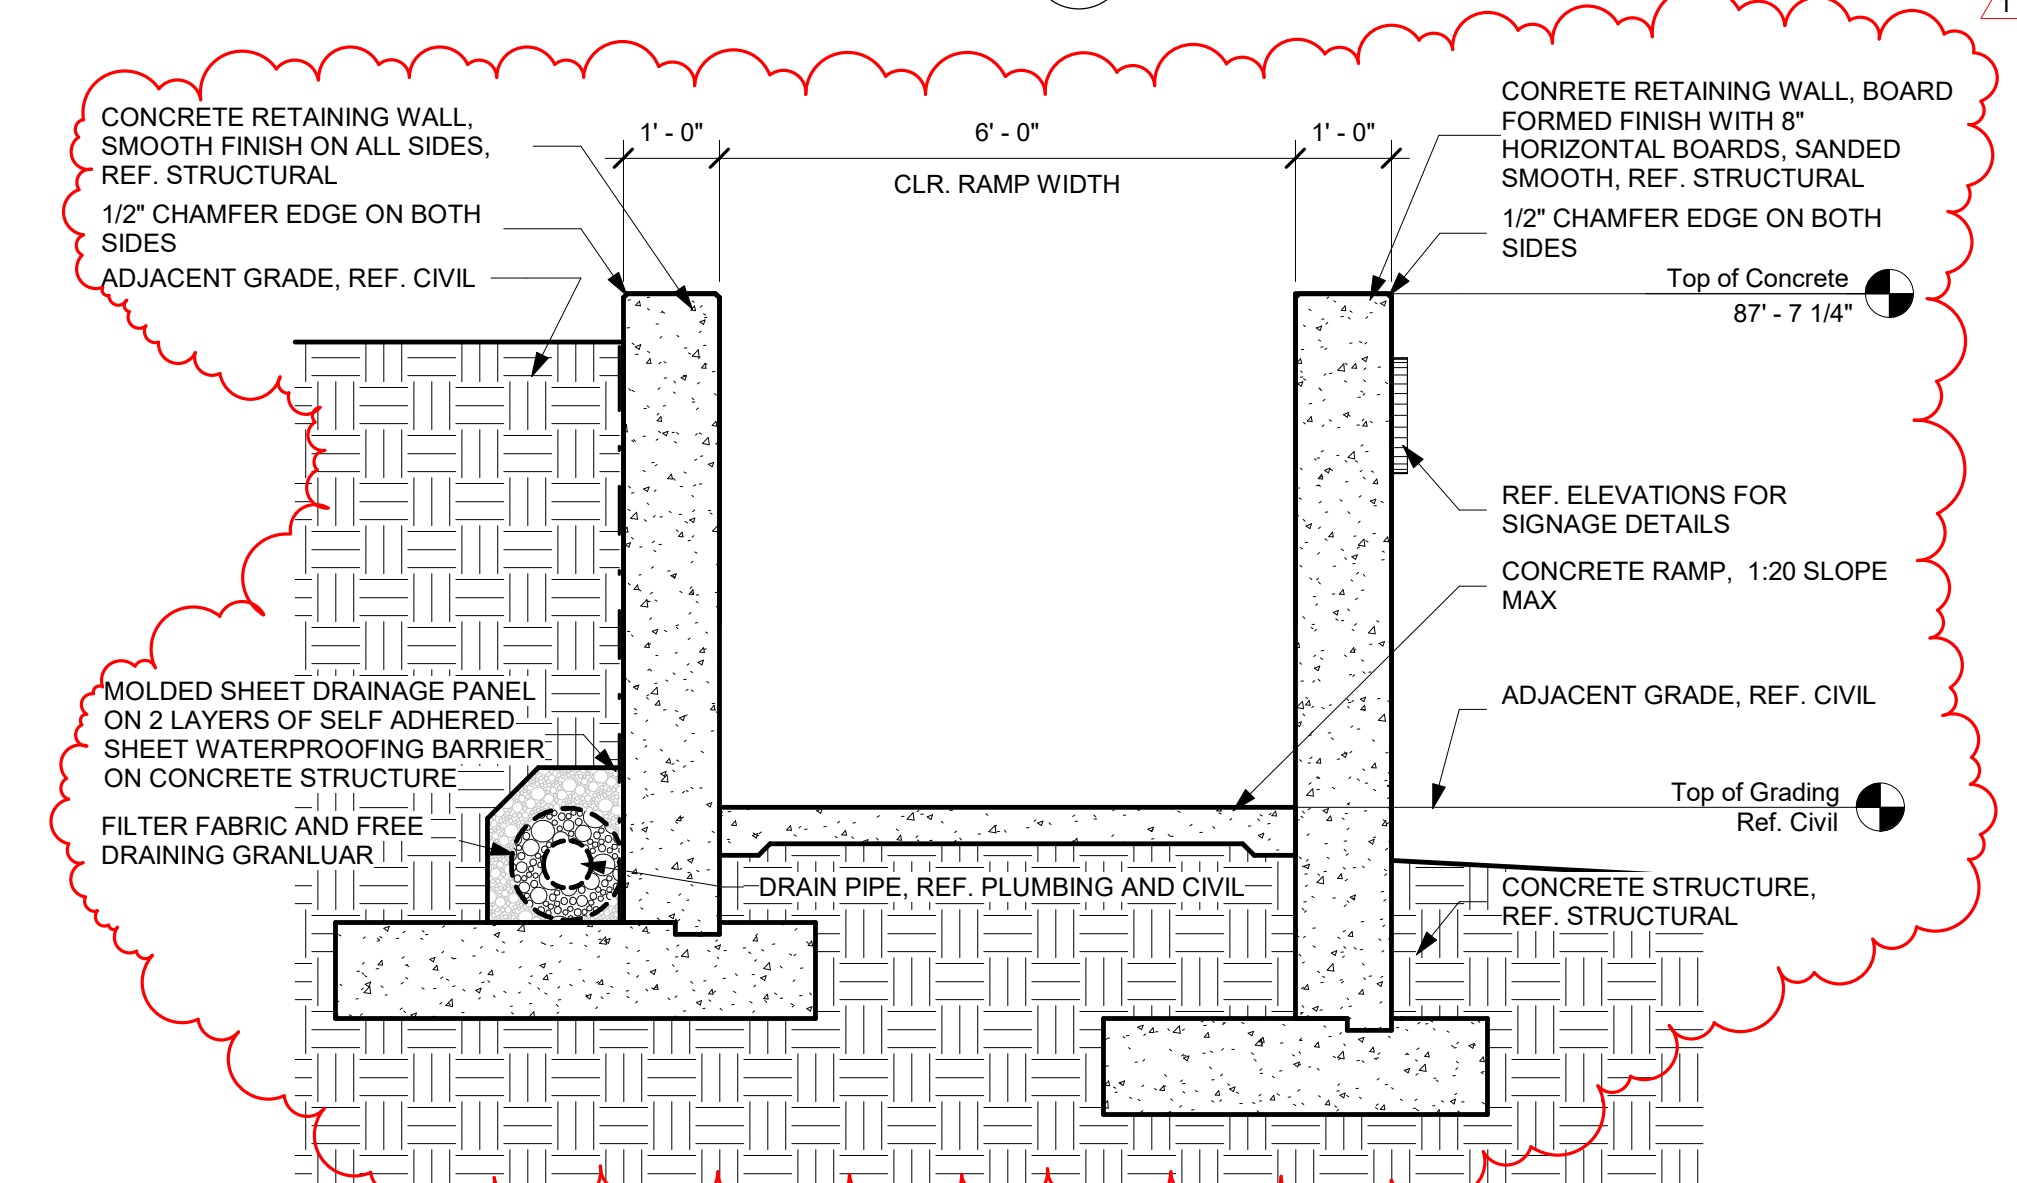 1
CONCRETE RETAINING WALL,
SMOOTH FINISH ON ALL SIDES,
REF. STRUCTURAL
1/2" CHAMFER EDGE ON BOTH
SIDES
ADJACENT GRADE, REF. CIVIL
1' - 0"
6' - 0"
1' - 0"
CLR. RAMP WIDTH
CONRETE RETAINING WALL, BOARD
FORMED FINISH WITH 8"
HORIZONTAL BOARDS, SANDED
SMOOTH, REF. STRUCTURAL
1/2" CHAMFER EDGE ON BOTH
SIDES
Top of Concrete
87' - 7 1/4"
REF. ELEVATIONS FOR
SIGNAGE DETAILS
CONCRETE RAMP, 1:20 SLOPE
MAX
ADJACENT GRADE, REF. CIVIL
Top of Grading
Ref. Civil
MOLDED SHEET DRAINAGE PANEL
ON 2 LAYERS OF SELF ADHERED
SHEET WATERPROOFING BARRIER
ON CONCRETE STRUCTURE
FILTER FABRIC AND FREE
DRAINING GRANLUAR
DRAIN PIPE, REF. PLUMBING AND CIVIL
CONCRETE STRUCTURE,
REF. STRUCTURAL